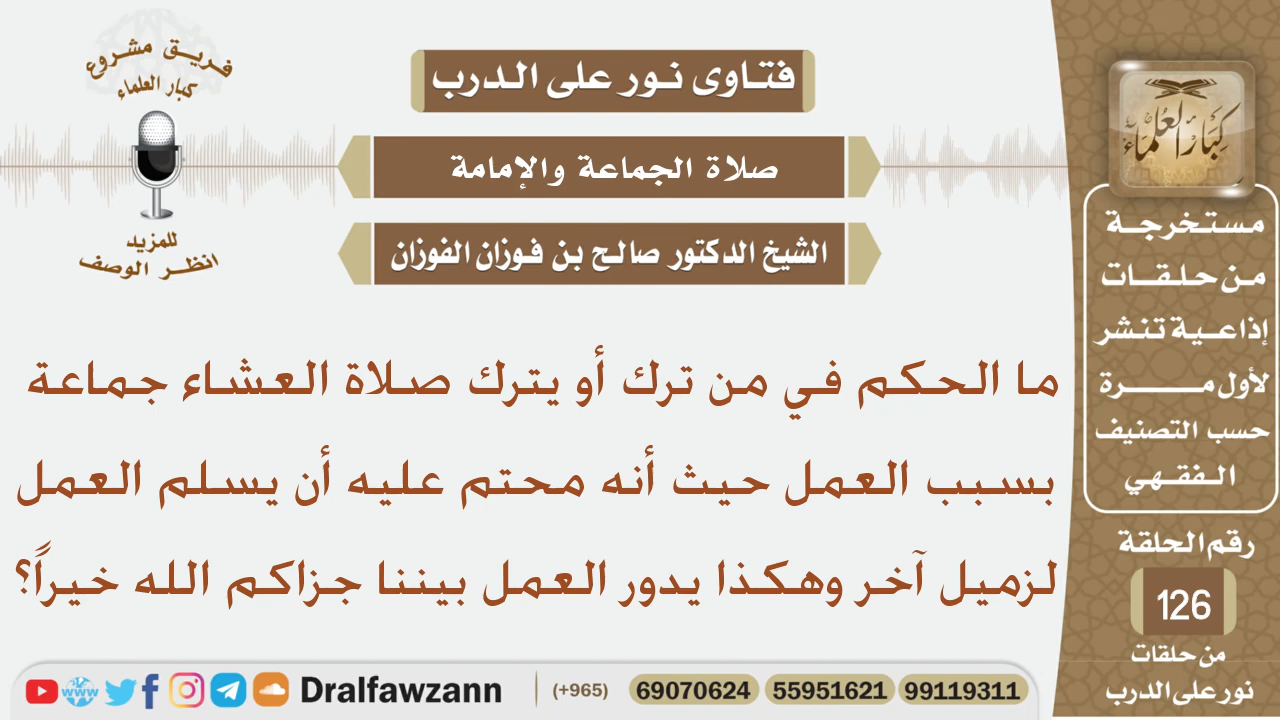 فريق مشروع
كبار العلماء
للمزيد
انظر الوصف
فتاوى نور على الدرب
صلاة الجماعة والإمامة
الشيخ الدكتور صالح بن فوزان الفوزان
ما الحكم في من ترك أو يترك صلاة العشاء جماعة
بسبب العمل حيث أنه محتم عليه أن يسلم العمل
لزميل آخر وهكذا يدور العمل بيننا جزاكم الله خيراً؟
كبار العلماء
مستخرجة
من حلقات
إذاعية تنشر
لأول مرة
حسب التصنيف
الفقهي
رقم الحلقة
126
من حلقات
نور على الدرب
www Dralfawzann (+965) 69070624 55951621 99119311